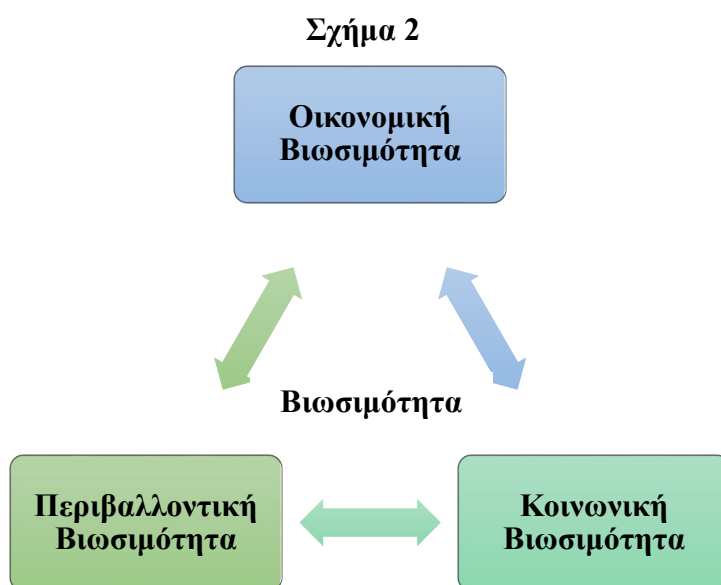 Σχήμα 2
Οικονομική
Βιωσιμότητα
Βιωσιμότητα
Περιβαλλοντική
Βιωσιμότητα
Κοινωνική
Βιωσιμότητα